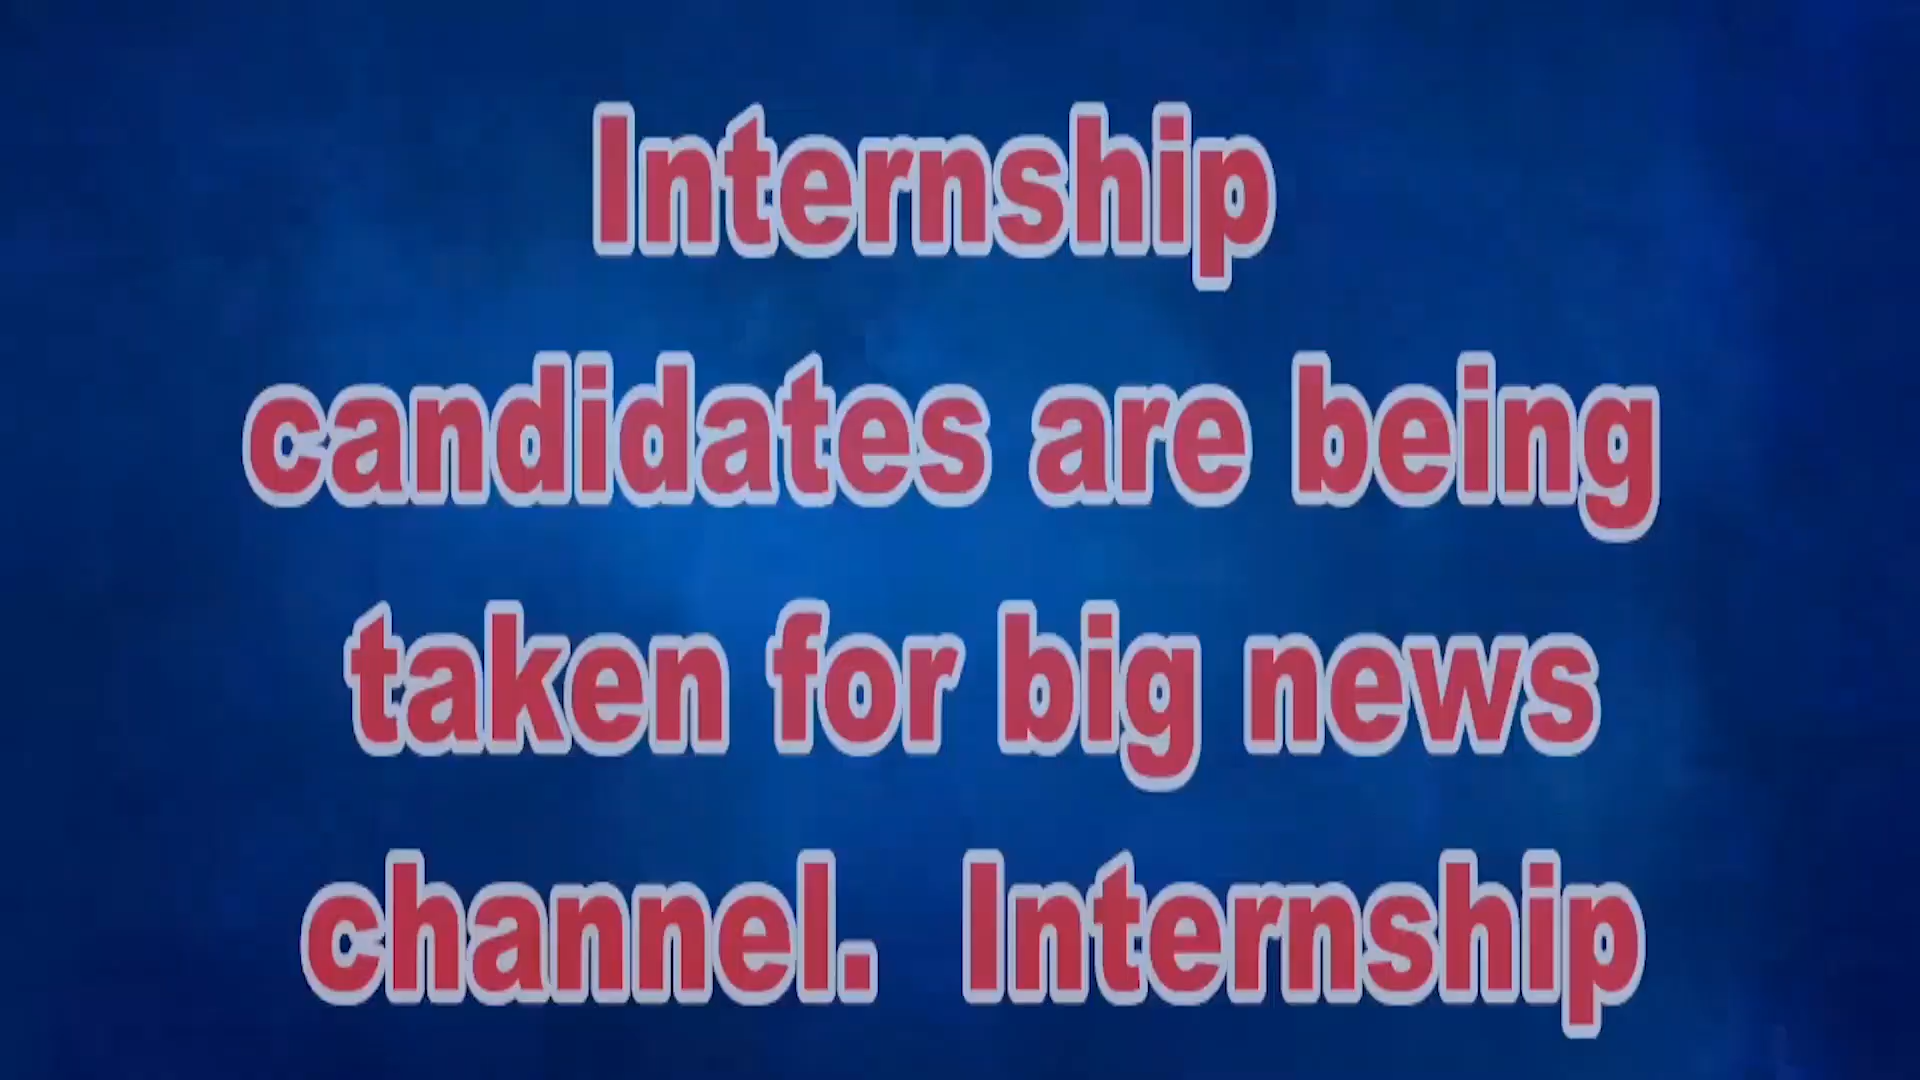 Internship
candidates are being
taken for big news
channel. Internship